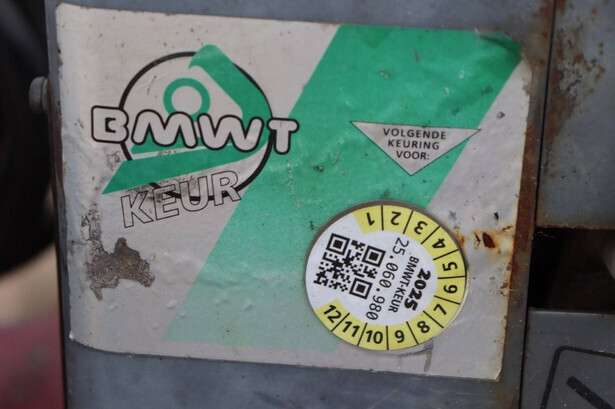 BMWT
KEUR
VOLGENDE
KEURING
VOOR:
1 2 3 4 5 6 7 8 9 10 11 12
2025
BMWT-KEUR
25 060.980